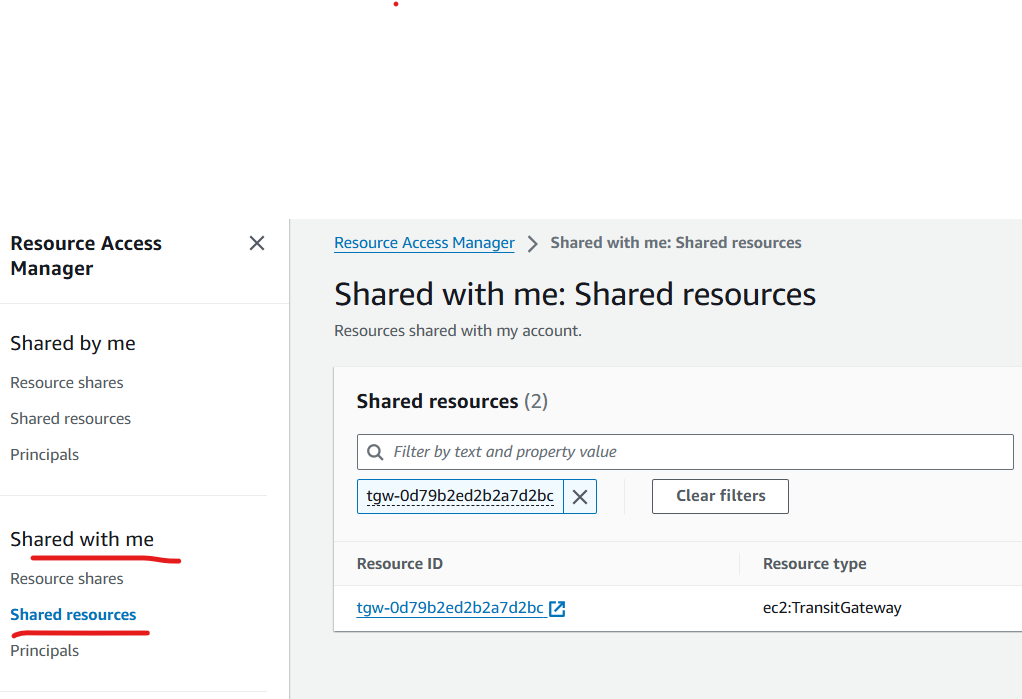 Resource Access
Manager
Shared by me
Resource shares
Shared resources
Principals
Shared with me
Resource shares
Shared resources
Principals
Resource Access Manager > Shared with me: Shared resources
Shared with me: Shared resources
Resources shared with my account.
Shared resources (2)
Filter by text and property value
tgw-0d79b2ed2b2a7d2bc Clear filters
Resource ID Resource type
tgw-0d79b2ed2b2a7d2bc ec2:TransitGateway